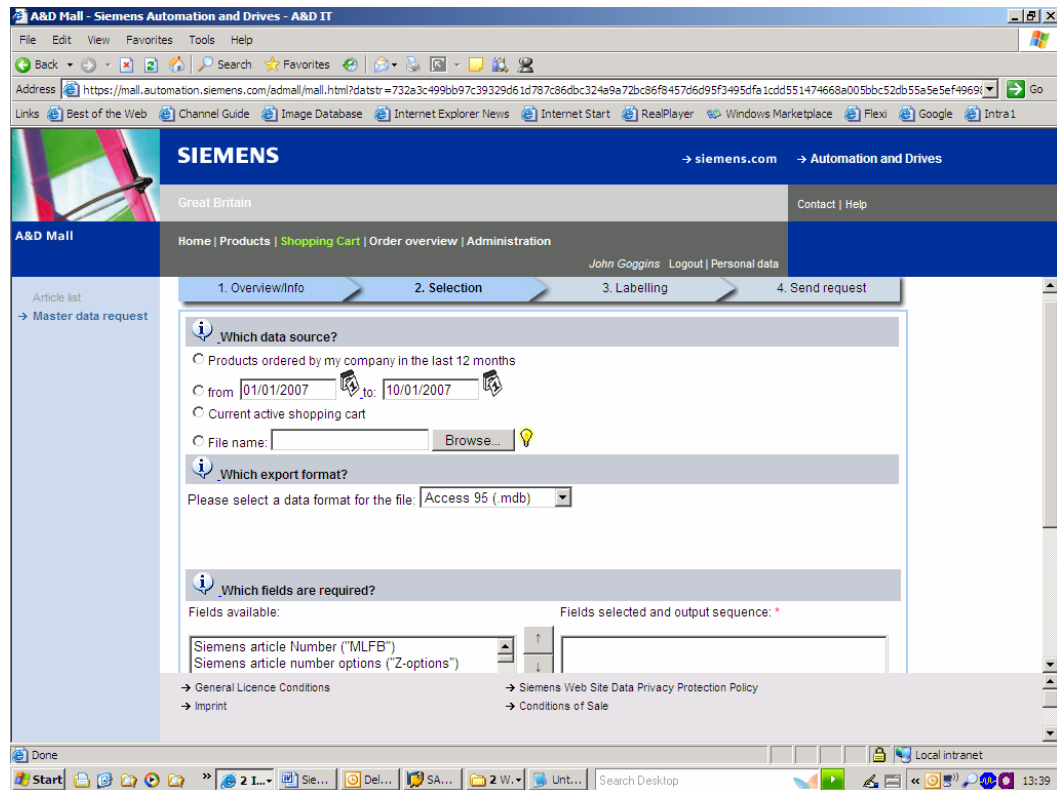 A&D Mall - Siemens Automation and Drives - A&D IT
File Edit View Favorites Tools Help
Back Search Favorites
Address https://mall.automation.siemens.com/admall/mall.html?datstr=732a3c499bb97c39329d61d787c86dbc324a9a72bc86f8457d6d95f3495dfa1cdd551474668a005bbc52db55a5e5ef4969 Go
Links Best of the Web Channel Guide Image Database Internet Explorer News Internet Start RealPlayer Windows Marketplace Flexi Google Intra1
SIEMENS
→ siemens.com → Automation and Drives
Great Britain
Contact | Help
A&D Mall
Home | Products | Shopping Cart | Order overview | Administration
John Goggins Logout | Personal data
Article list
→ Master data request
1. Overview/Info 2. Selection 3. Labelling 4. Send request
Which data source?
Products ordered by my company in the last 12 months
from 01/01/2007 to: 10/01/2007
Current active shopping cart
File name: Browse...
Which export format?
Please select a data format for the file: Access 95 (.mdb)
Which fields are required?
Fields available:
Fields selected and output sequence: *
Siemens article Number ("MLFB")
Siemens article number options ("Z-options")
→ General Licence Conditions
→ Siemens Web Site Data Privacy Protection Policy
→ Imprint
→ Conditions of Sale
Done Local intranet
Start 2 I... Sie... Del... SA... 2 W. Unt... Search Desktop 13:39